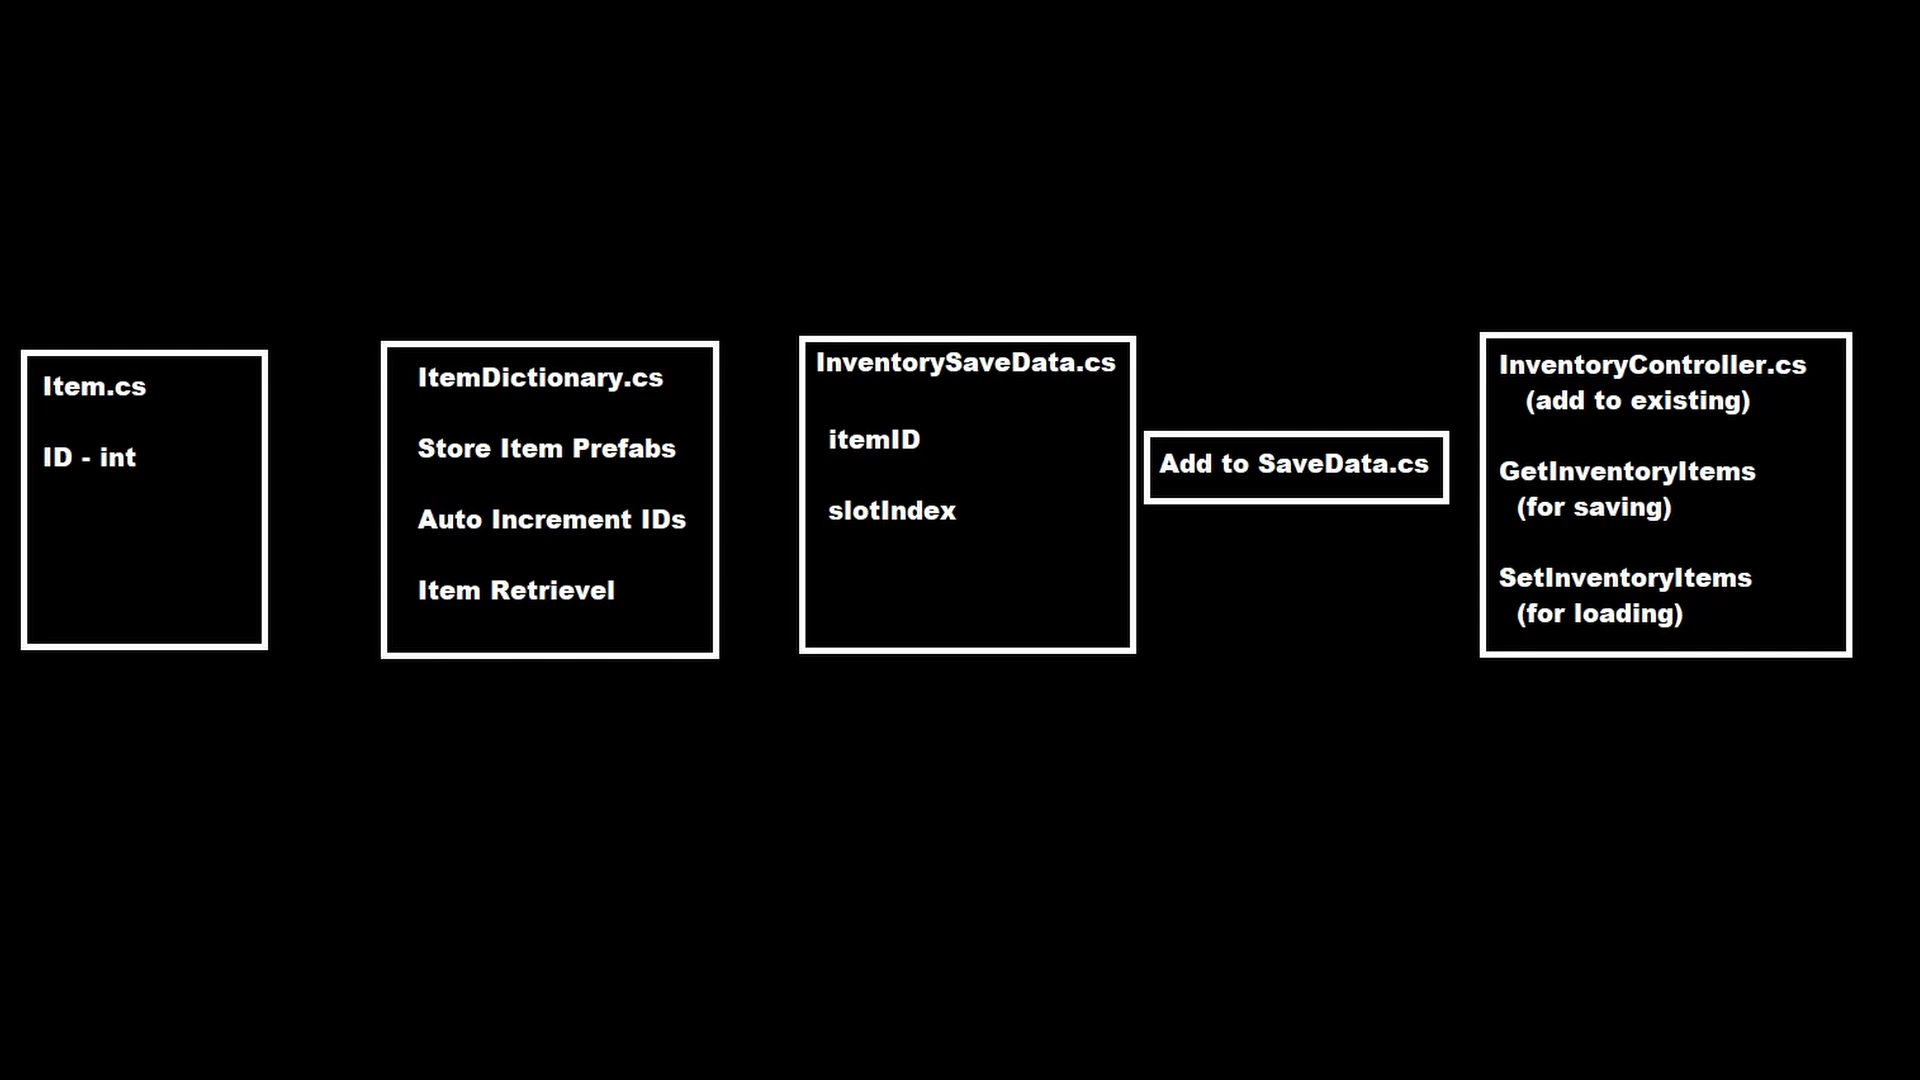 Item.cs
ID - int
ItemDictionary.cs
Store Item Prefabs
Auto Increment IDs
Item Retrievel
InventorySaveData.cs
itemID
slotIndex
Add to SaveData.cs
InventoryController.cs
(add to existing)
GetInventoryItems
(for saving)
SetInventoryItems
(for loading)